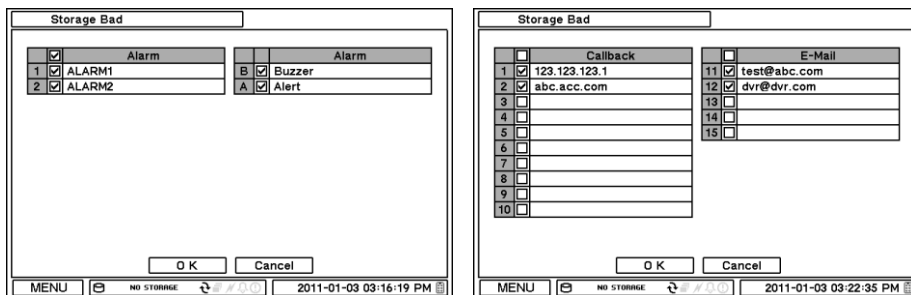 Storage Bad
Alarm Alarm
1 ALARM1 B Buzzer
2 ALARM2 A Alert
OK Cancel
MENU NO STORAGE 2011-01-03 03:16:19 PM
Storage Bad
Callback E-Mail
1 123.123.123.1 11 test@abc.com
2 abc.acc.com 12 dvr@dvr.com
3 13
4 14
5 15
6
7
8
9
10
OK Cancel
MENU NO STORAGE 2011-01-03 03:22:35 PM